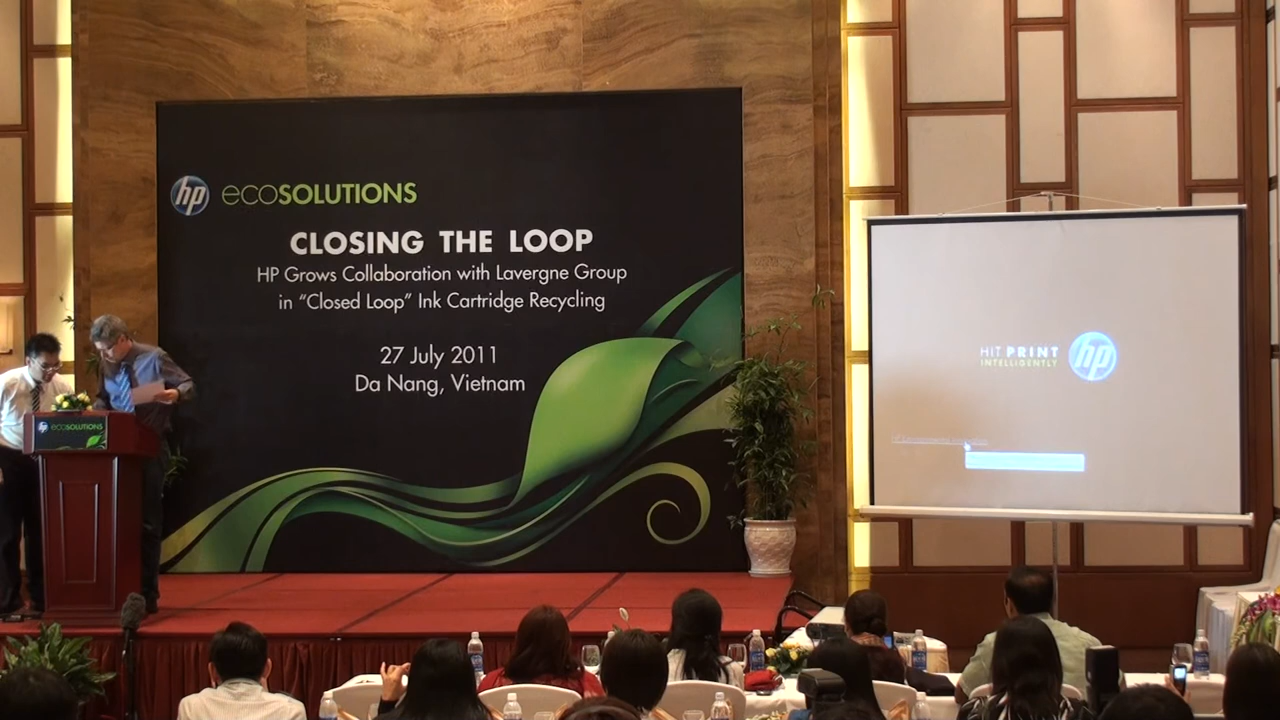 hp ecoSOLUTIONS
CLOSING THE LOOP
HP Grows Collaboration with Lavergne Group
in “Closed Loop” Ink Cartridge Recycling
27 July 2011
Da Nang, Vietnam
hp ecoSOLUTIONS
HIT PRINT hp
INTELLIGENTLY